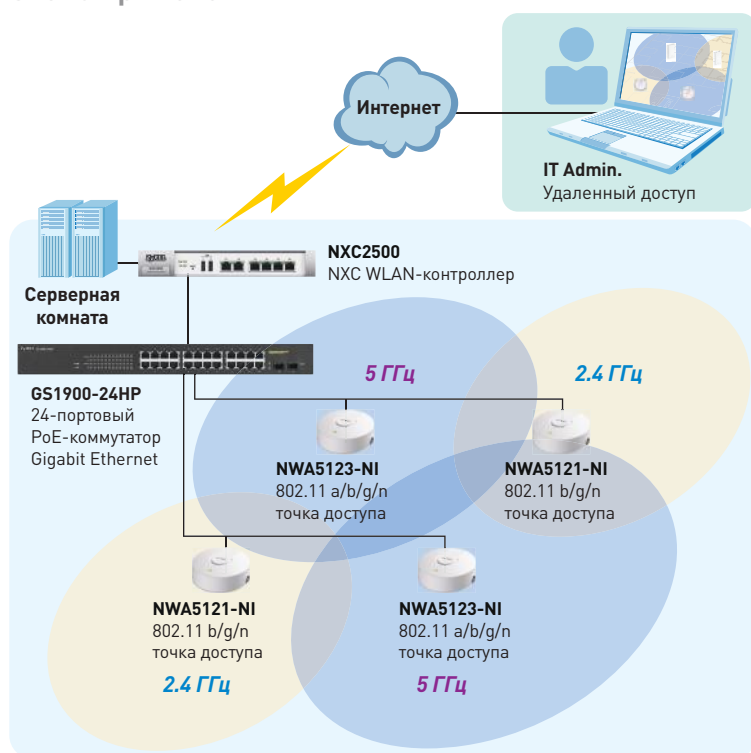 Интернет
IT Admin.
Удаленный доступ
NXC2500
NXC WLAN-контроллер
Серверная
комната
GS1900-24HP
24-портовый
PoE-коммутатор
Gigabit Ethernet
5 ГГц
2.4 ГГц
NWA5123-NI
802.11 a/b/g/n
точка доступа
NWA5121-NI
802.11 b/g/n
точка доступа
NWA5121-NI
802.11 b/g/n
точка доступа
2.4 ГГц
NWA5123-NI
802.11 a/b/g/n
точка доступа
5 ГГц